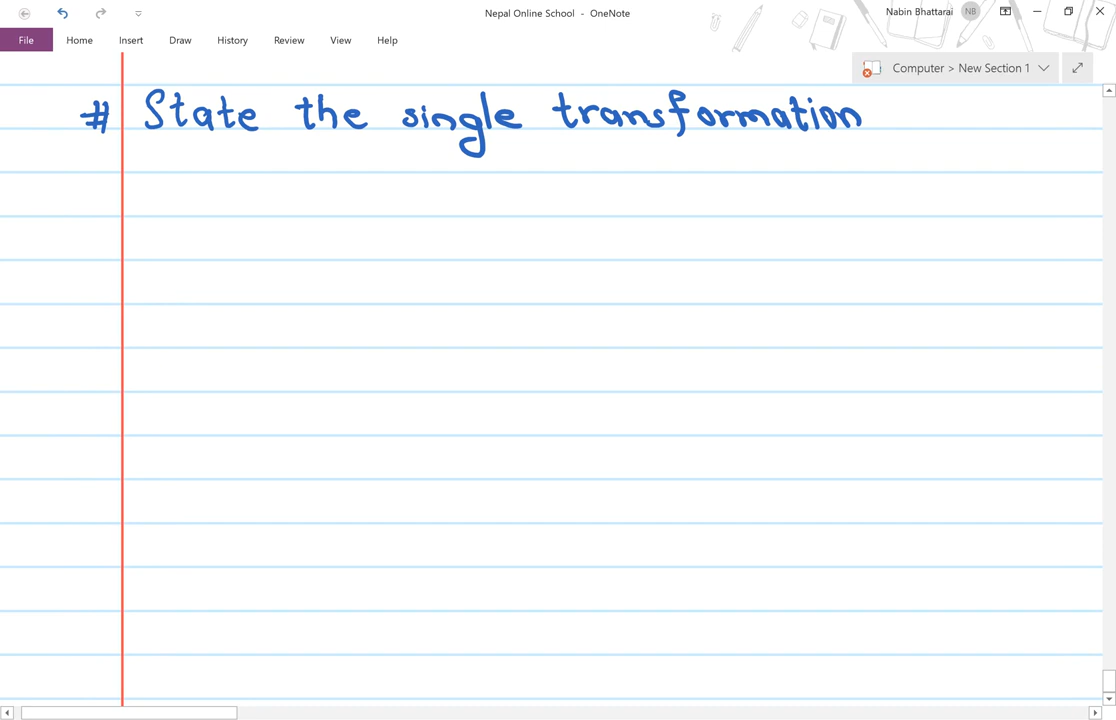 Nepal Online School - OneNote
Nabin Bhattarai NB
File Home Insert Draw History Review View Help
Computer > New Section 1
# State the single transformation